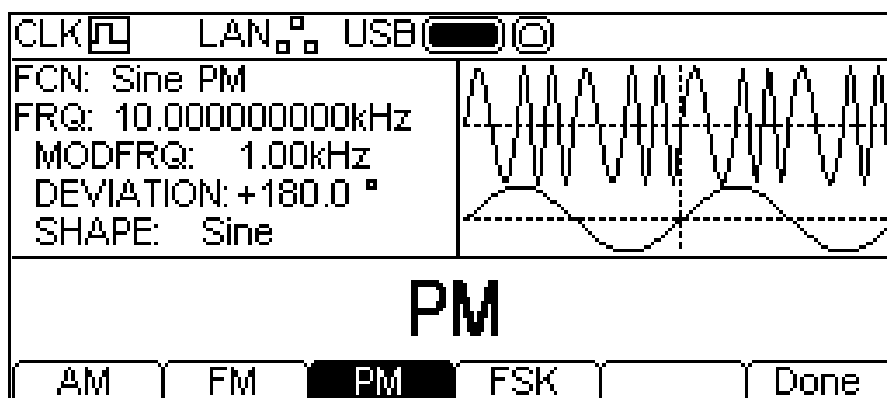 CLK LAN USB
FCN: Sine PM
FRQ: 10.000000000kHz
MODFRQ: 1.00kHz
DEVIATION: +180.0 °
SHAPE: Sine
PM
AM FM PM FSK Done